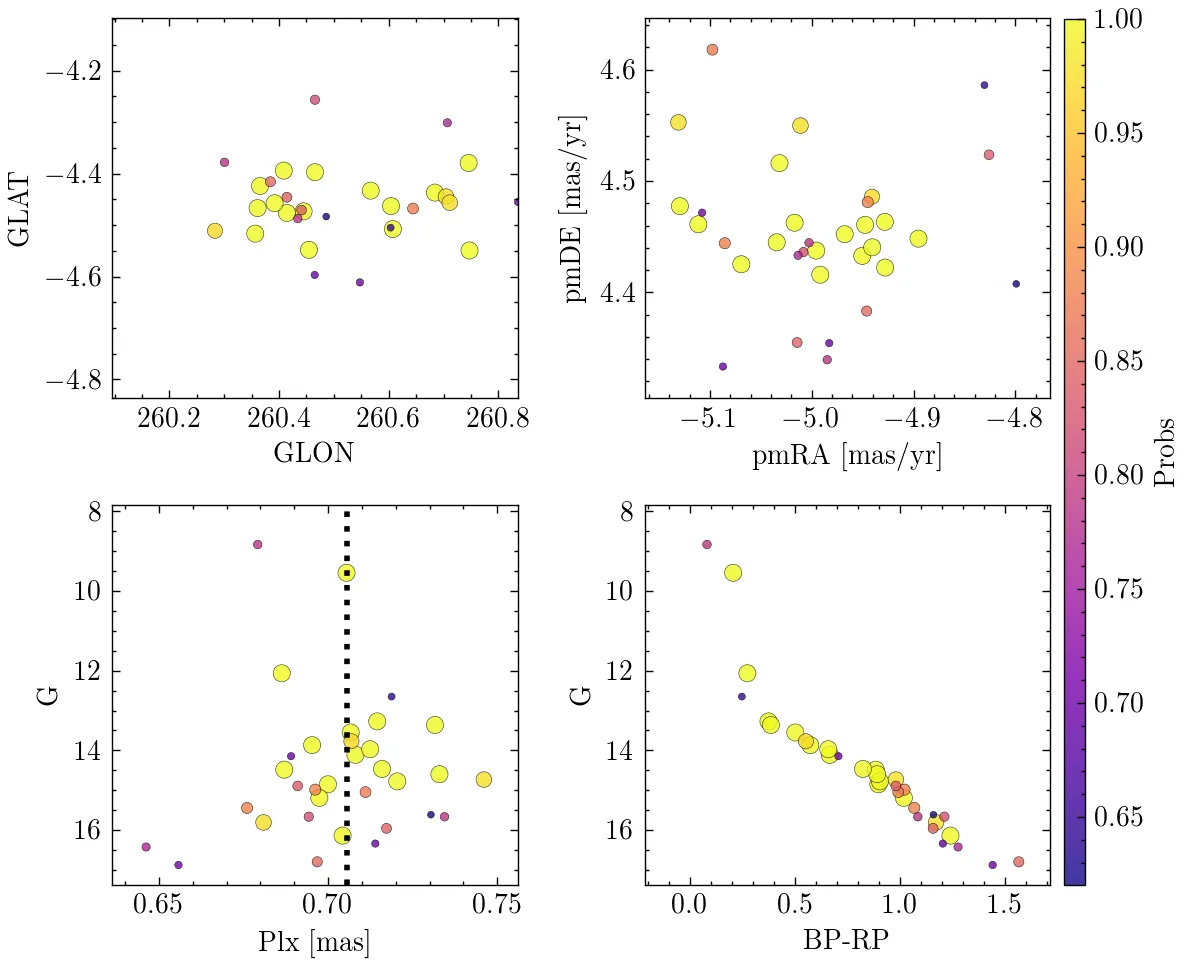 −4.2
−4.4
−4.6
−4.8
GLAT
260.2 260.4 260.6 260.8
GLON
4.6
4.5
4.4
pmDE [mas/yr]
−5.1 −5.0 −4.9 −4.8
pmRA [mas/yr]
1.00
0.95
0.90
0.85
0.80
0.75
0.70
0.65
Probs
8
10
12
14
16
G
0.65 0.70 0.75
Plx [mas]
8
10
12
14
16
G
0.0 0.5 1.0 1.5
BP-RP